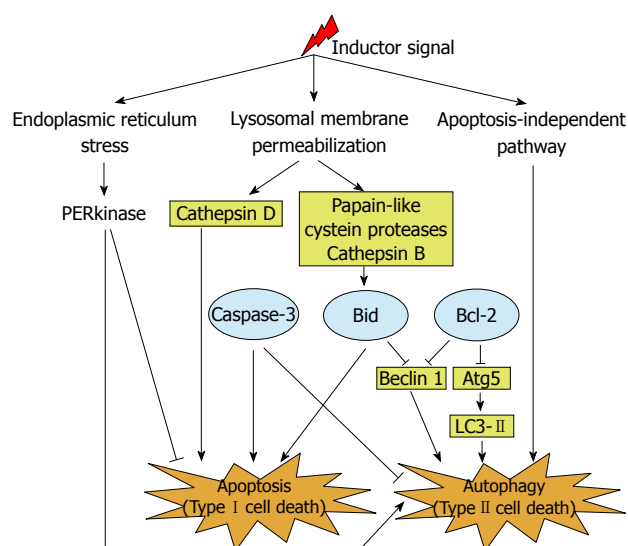 Inductor signal
Endoplasmic reticulum
stress
Lysosomal membrane
permeabilization
Apoptosis-independent
pathway
PERkinase
Cathepsin D
Papain-like
cystein proteases
Cathepsin B
Caspase-3
Bid
Bcl-2
Beclin 1
Atg5
LC3-Ⅱ
Apoptosis
(Type Ⅰ cell death)
Autophagy
(Type Ⅱ cell death)